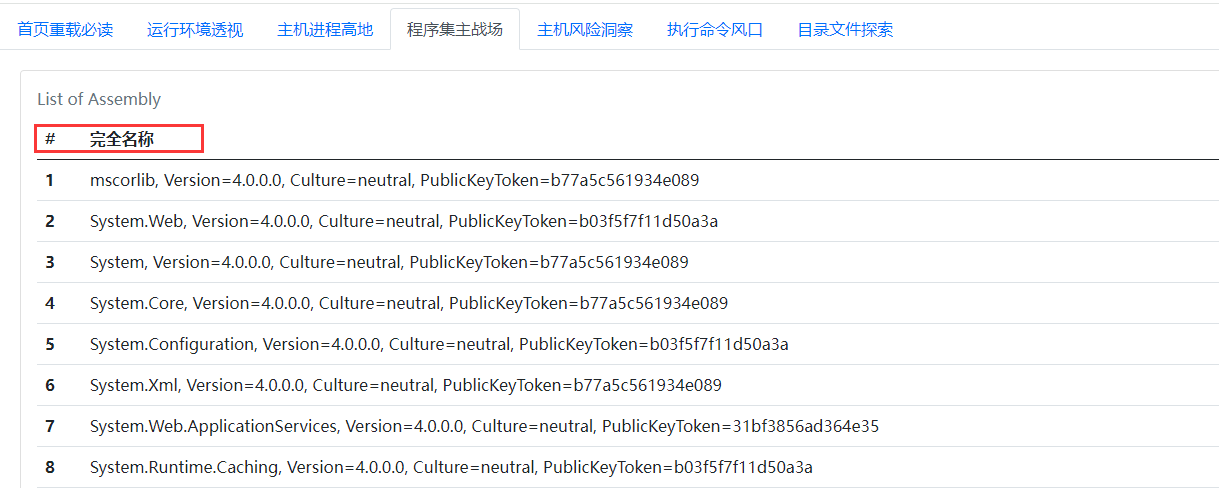 首页重载必读 运行环境透视 主机进程高地 程序集主战场 主机风险洞察 执行命令风口 目录文件探索
List of Assembly
# 完全名称
1 mscorlib, Version=4.0.0.0, Culture=neutral, PublicKeyToken=b77a5c561934e089
2 System.Web, Version=4.0.0.0, Culture=neutral, PublicKeyToken=b03f5f7f11d50a3a
3 System, Version=4.0.0.0, Culture=neutral, PublicKeyToken=b77a5c561934e089
4 System.Core, Version=4.0.0.0, Culture=neutral, PublicKeyToken=b77a5c561934e089
5 System.Configuration, Version=4.0.0.0, Culture=neutral, PublicKeyToken=b03f5f7f11d50a3a
6 System.Xml, Version=4.0.0.0, Culture=neutral, PublicKeyToken=b77a5c561934e089
7 System.Web.ApplicationServices, Version=4.0.0.0, Culture=neutral, PublicKeyToken=31bf3856ad364e35
8 System.Runtime.Caching, Version=4.0.0.0, Culture=neutral, PublicKeyToken=b03f5f7f11d50a3a